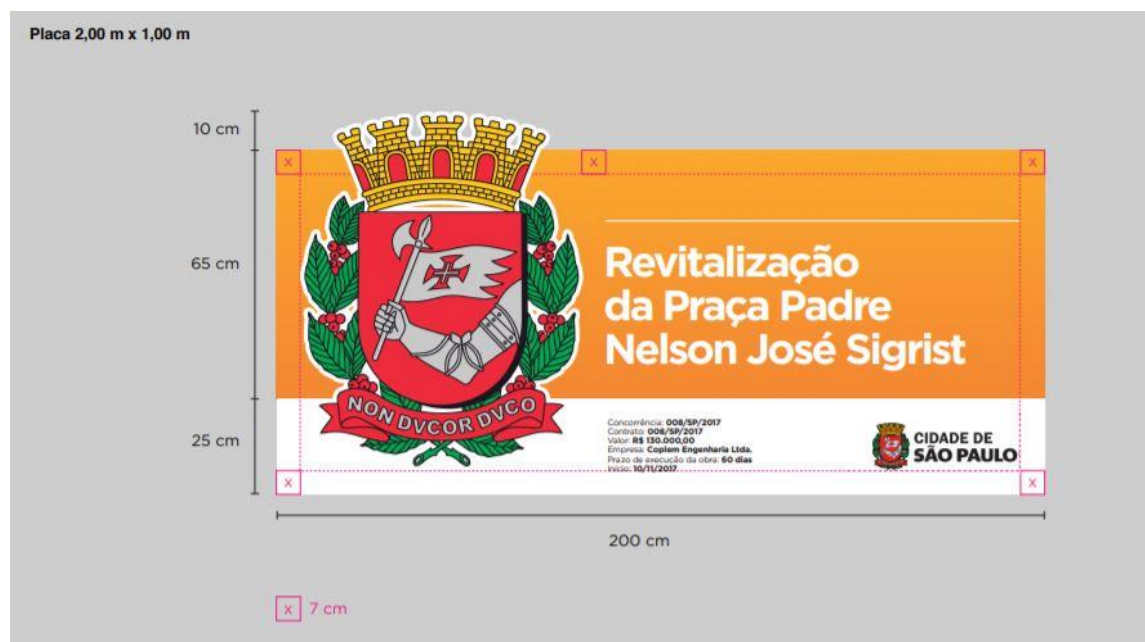 Placa 2,00 m x 1,00 m
10 cm
x
x
x
65 cm
Revitalização
da Praça Padre
Nelson José Sigrist
NON DVCOR DVCO
25 cm
Concorrência: 008/SP/2017
Contrato: 008/SP/2017
Valor: R$ 130.000,00
Empresa: Coplem Engenharia Ltda.
Prazo de execução da obra: 60 dias
Início: 10/11/2017
CIDADE DE
SÃO PAULO
x
x
200 cm
x 7 cm